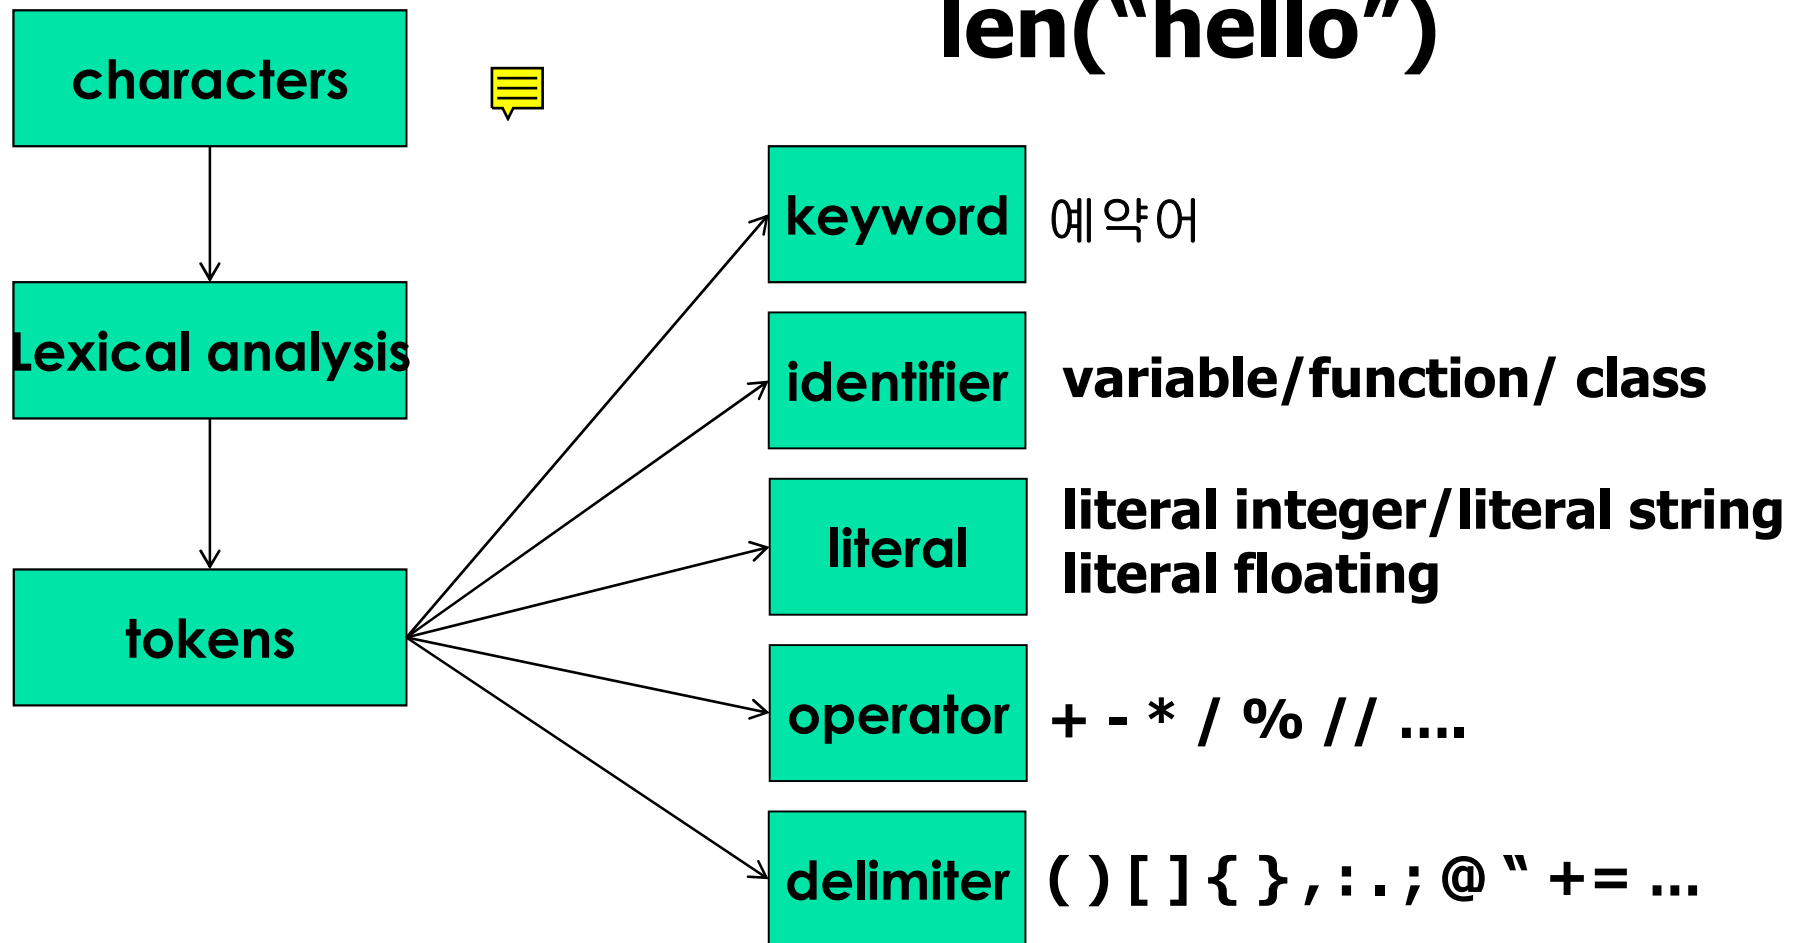 len(“hello”)
characters
keyword 예약어
Lexical analysis
identifier variable/function/ class
literal integer/literal string
literal
literal floating
tokens
operator + - * / % // ....
delimiter ( ) [ ] { } , : . ; @ “ += ...